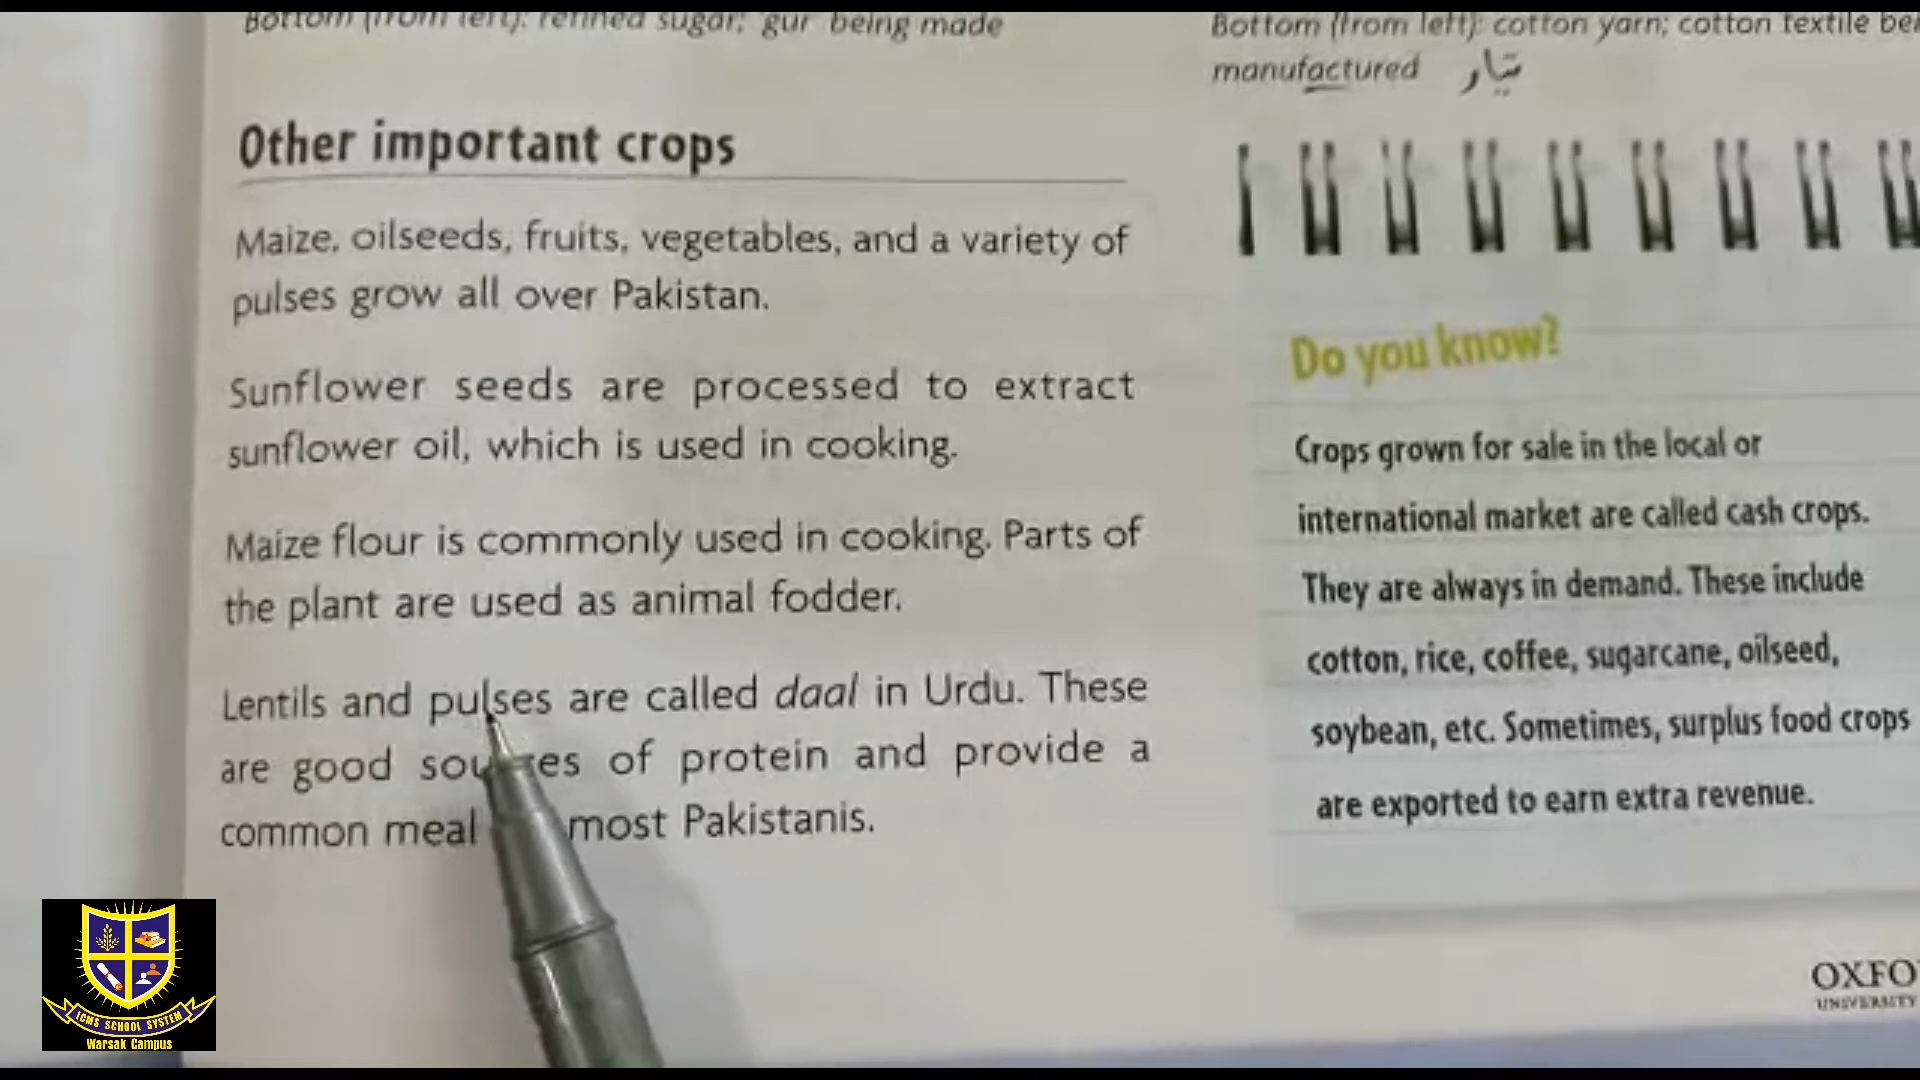 Bottom (from left): refined sugar; 'gur' being made
Other important crops
Maize, oilseeds, fruits, vegetables, and a variety of
pulses grow all over Pakistan.
Sunflower seeds are processed to extract
sunflower oil, which is used in cooking.
Maize flour is commonly used in cooking. Parts of
the plant are used as animal fodder.
Lentils and pulses are called daal in Urdu. These
are good of protein and provide a
common meal most Pakistanis.
Bottom (from left): cotton yarn; cotton textile
manufactured تیار
Do you know?
Crops grown for sale in the local or
international market are called cash crops.
They are always in demand. These include
cotton, rice, coffee, sugarcane, oilseed,
soybean, etc. Sometimes, surplus food crops
are exported to earn extra revenue.
OXFO
UNIVERSITY
ICMS SCHOOL SYSTEM
Warsak Campus